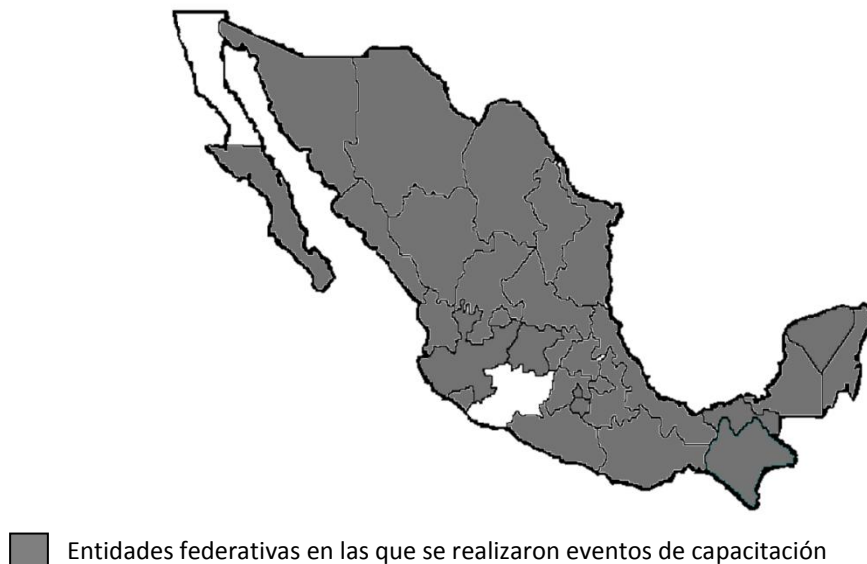 Entidades federativas en las que se realizaron eventos de capacitación